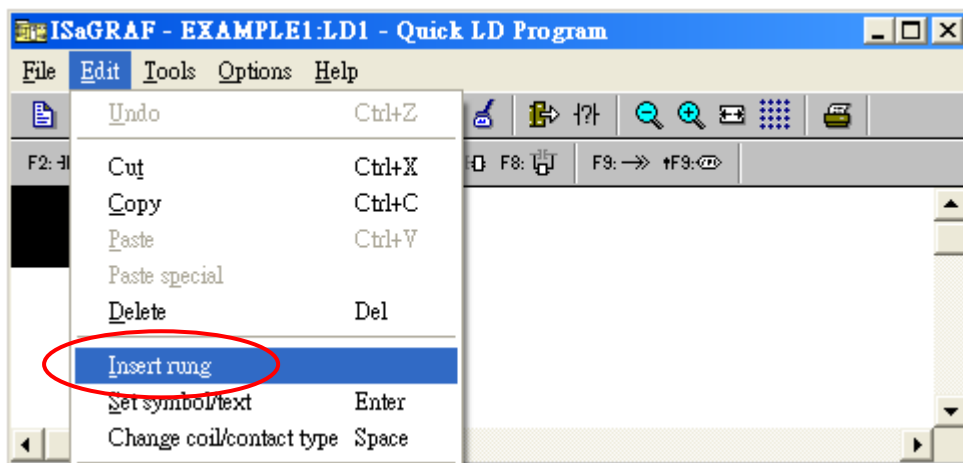 ISaGRAF - EXAMPLE1:LD1 - Quick LD Program
File Edit Tools Options Help
Undo Ctrl+Z
F2: F8: F9: F9:
Cut Ctrl+X
Copy Ctrl+C
Paste Ctrl+V
Paste special
Delete Del
Insert rung
Set symbol/text Enter
Change coil/contact type Space